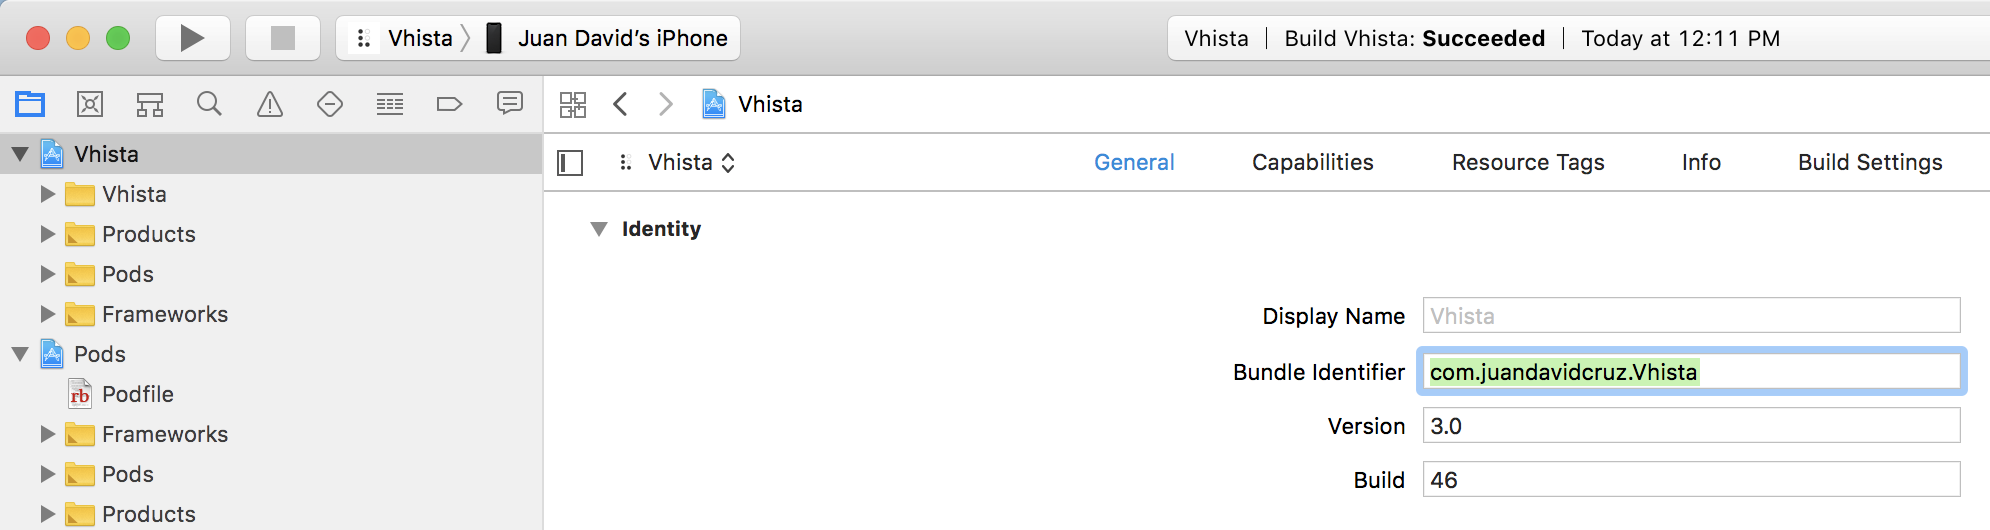 Vhista Juan David’s iPhone
Vhista Build Vhista: Succeeded Today at 12:11 PM
Vhista
Vhista
Vhista
Products
Pods
Frameworks
Pods
rb Podfile
Frameworks
Pods
Products
Vhista General Capabilities Resource Tags Info Build Settings
Identity
Display Name Vhista
Bundle Identifier com.juandavidcruz.Vhista
Version 3.0
Build 46